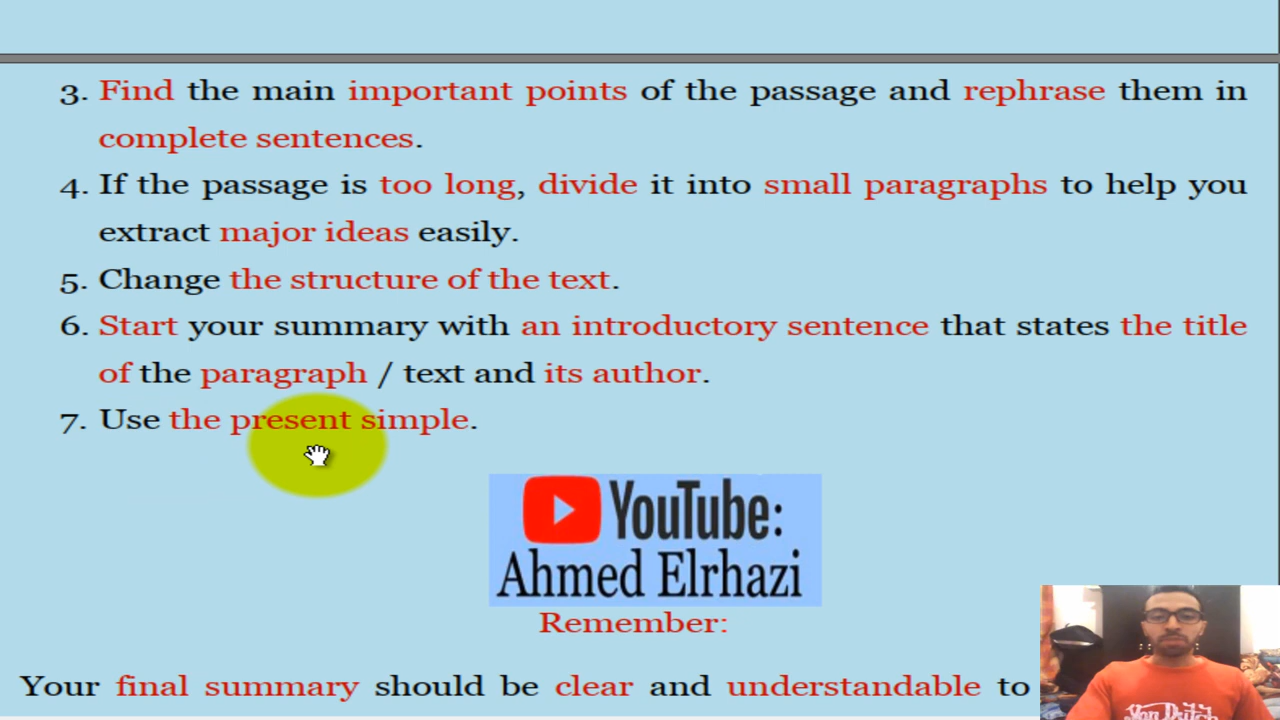 3. Find the main important points of the passage and rephrase them in
complete sentences.
4. If the passage is too long, divide it into small paragraphs to help you
extract major ideas easily.
5. Change the structure of the text.
6. Start your summary with an introductory sentence that states the title
of the paragraph / text and its author.
7. Use the present simple.
YouTube:
Ahmed Elrhazi
Remember:
Your final summary should be clear and understandable to